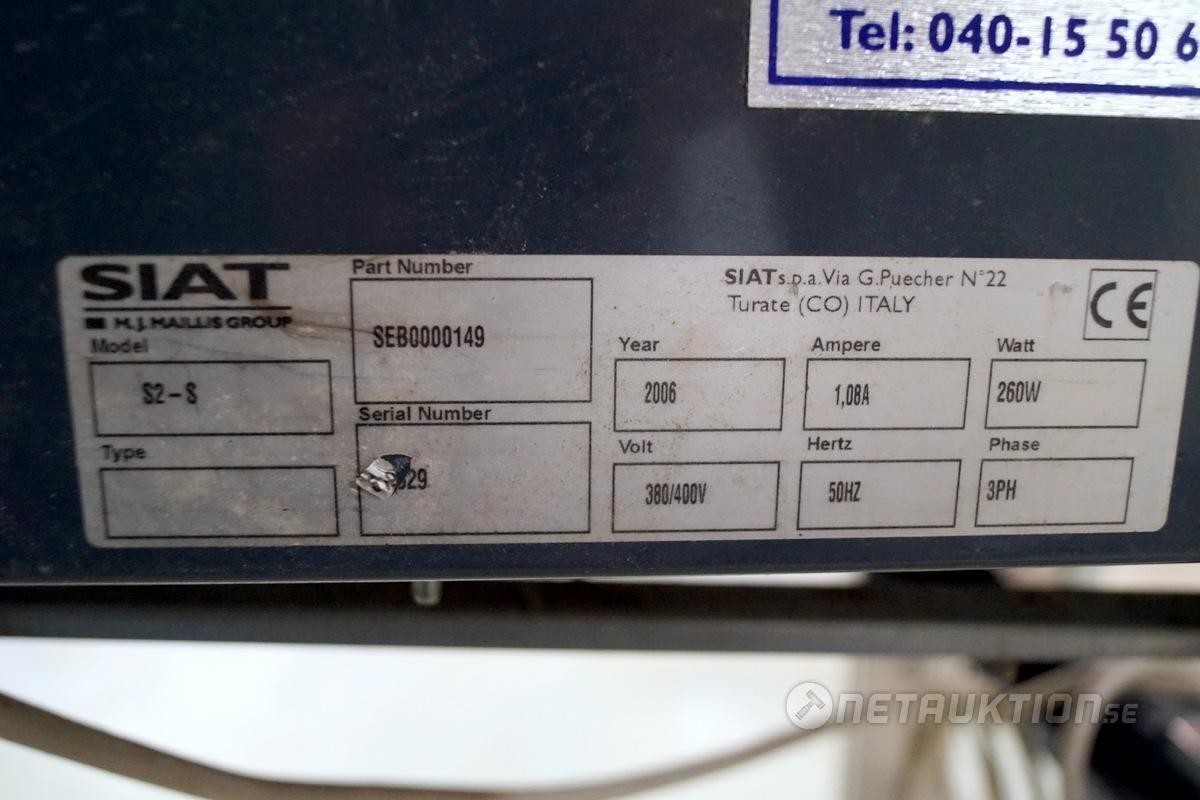 Tel: 040-15 50 6
SIAT
M.J. MAILLIS GROUP
Part Number
SEB0000149
SIAT s.p.a. Via G.Puecher N°22
Turate (CO) ITALY
CE
Model
S2-S
Serial Number
29
Type
Year
2006
Ampere
1,08A
Watt
260W
Volt
380/400V
Hertz
50HZ
Phase
3PH
NETAUKTION.SE